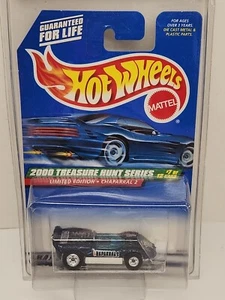 GUARANTEED
FOR LIFE
FOR AGES
OVER 3 YEARS.
DIE CAST METAL &
PLASTIC PARTS.
Hot Wheels
MATTEL
2000 TREASURE HUNT SERIES
LIMITED EDITION • CHAPARRAL 2